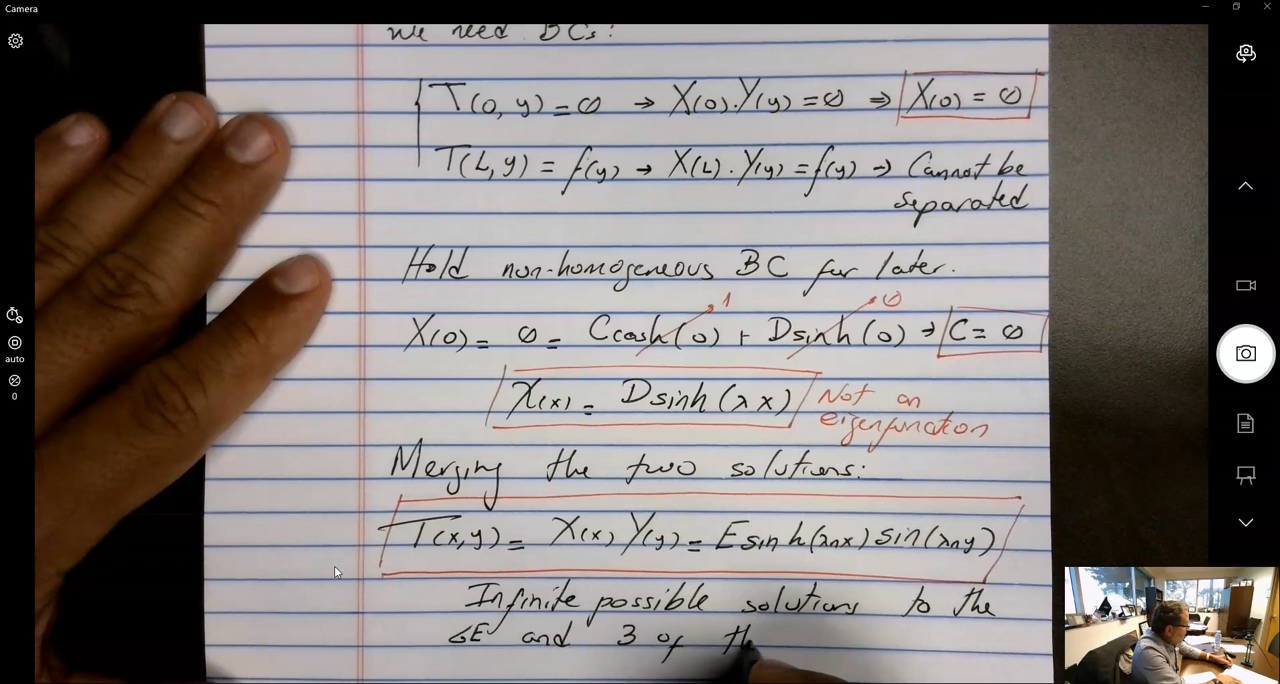 Camera
we need BCs:
T(0, y) = 0 → X(0).Y(y) = 0 ⇒ X(0) = 0
T(L, y) = f(y) → X(L).Y(y) = f(y) → Cannot be
separated
Hold non-homogeneous BC for later.
1 0
X(0) = 0 = Ccosh(0) + Dsinh(0) → C = 0
X(x) = Dsinh(λx) Not an
eigenfunction
Merging the two solutions:
T(x,y) = X(x) Y(y) = E sinh(λnx) sin(λny)
Infinite possible solutions to the
GE and 3 of th
auto
0